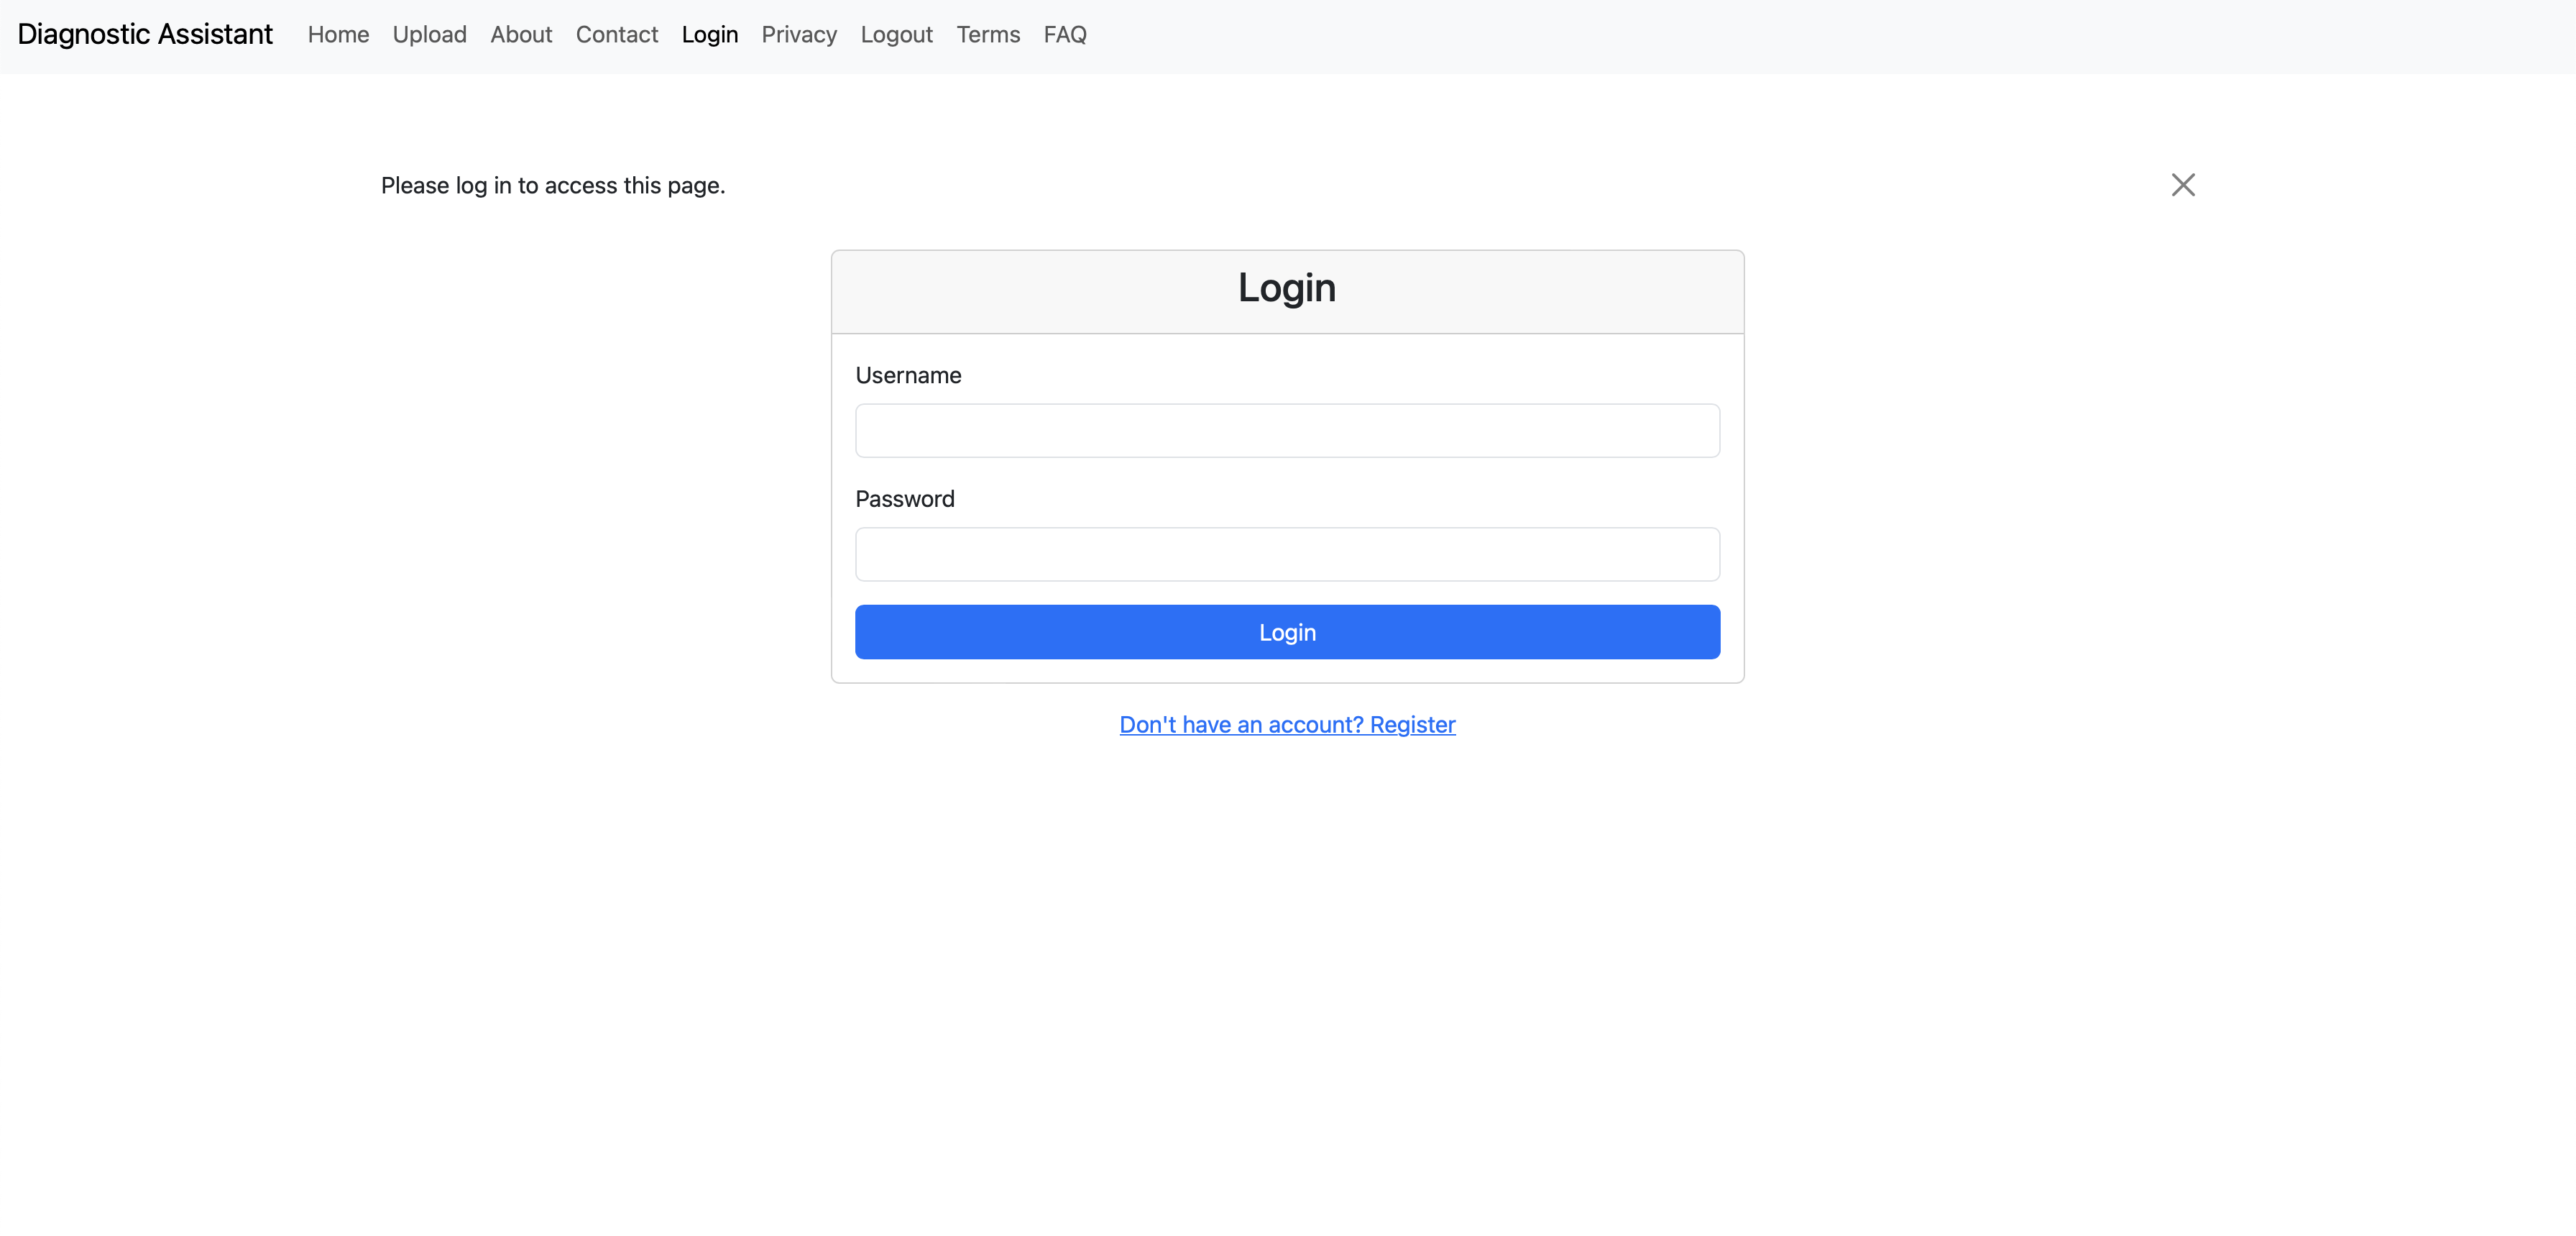 Diagnostic Assistant Home Upload About Contact Login Privacy Logout Terms FAQ
Please log in to access this page.
Login
Username
Password
Login
Don't have an account? Register